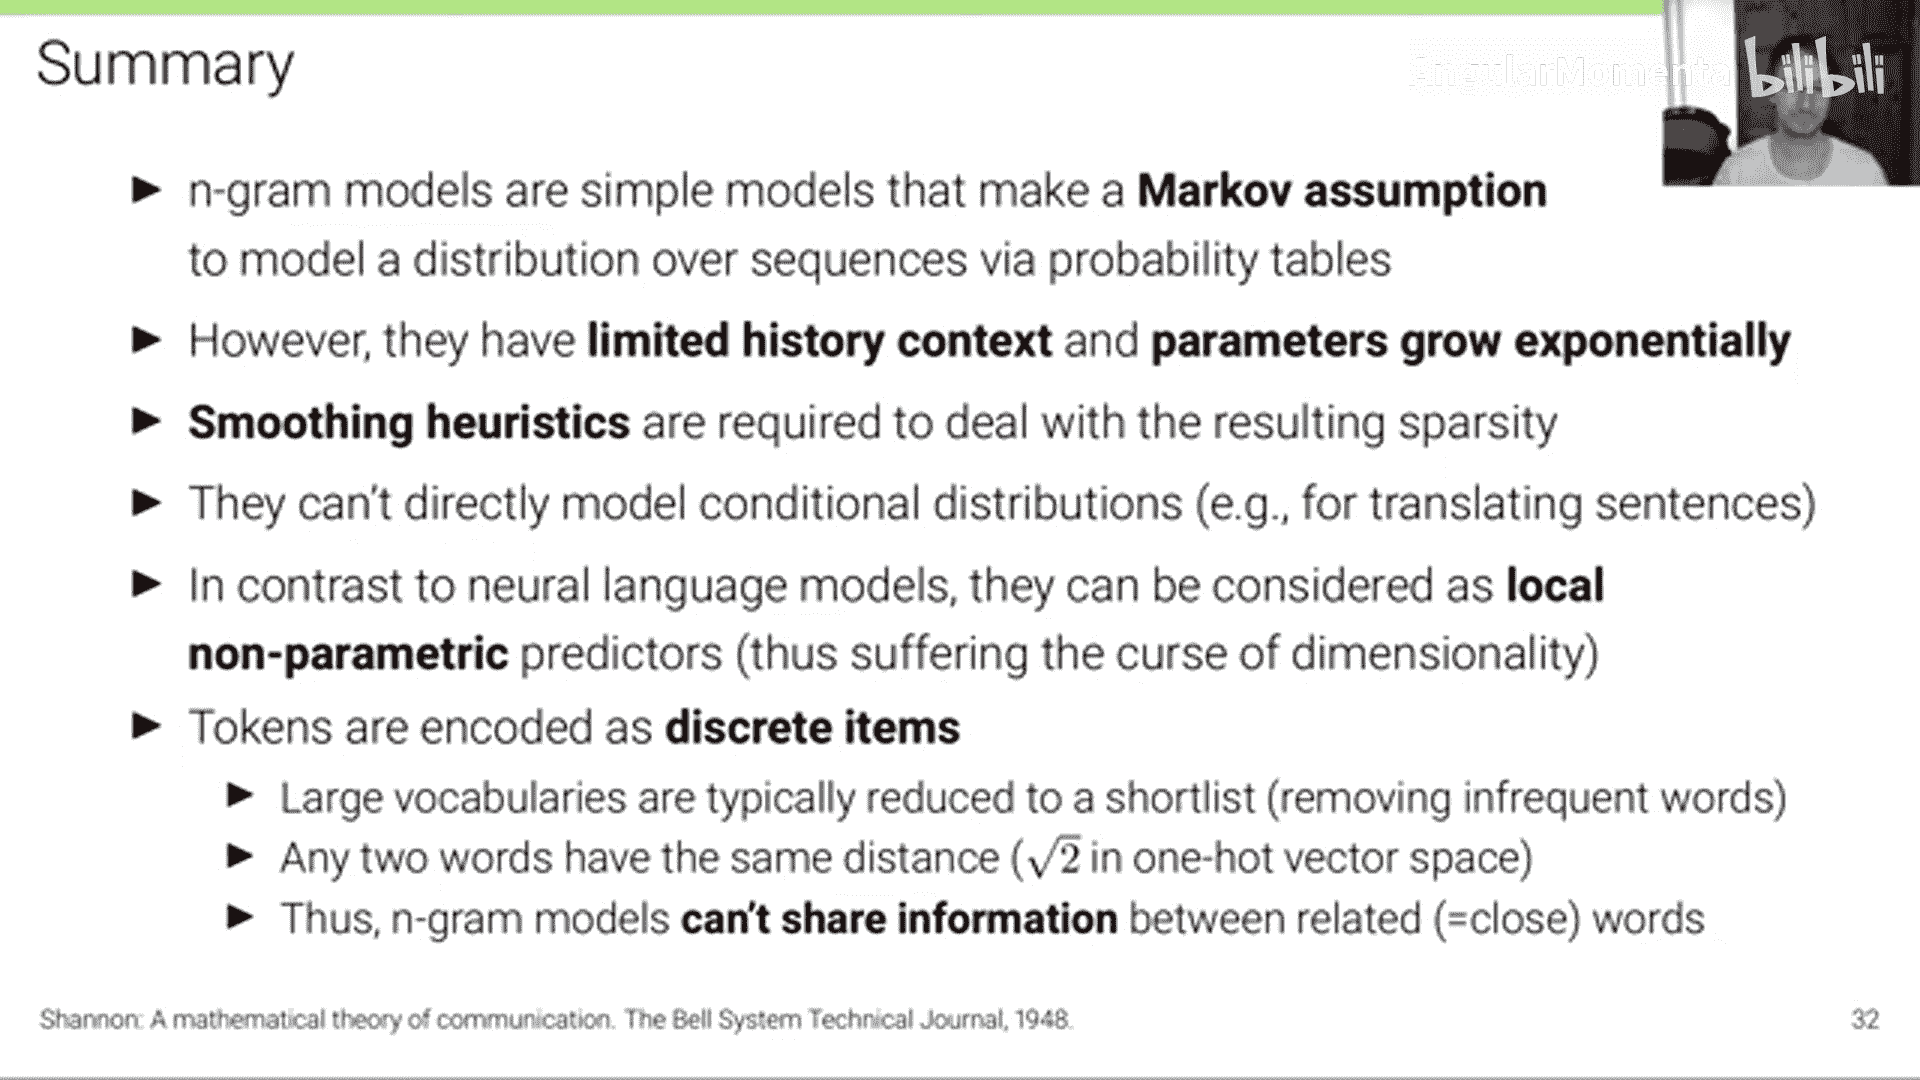 Summary
AngularMomenta
bilibili
► n-gram models are simple models that make a Markov assumption
to model a distribution over sequences via probability tables
► However, they have limited history context and parameters grow exponentially
► Smoothing heuristics are required to deal with the resulting sparsity
► They can't directly model conditional distributions (e.g., for translating sentences)
► In contrast to neural language models, they can be considered as local
non-parametric predictors (thus suffering the curse of dimensionality)
► Tokens are encoded as discrete items
► Large vocabularies are typically reduced to a shortlist (removing infrequent words)
► Any two words have the same distance (√2 in one-hot vector space)
► Thus, n-gram models can't share information between related (=close) words
Shannon: A mathematical theory of communication. The Bell System Technical Journal, 1948.
32